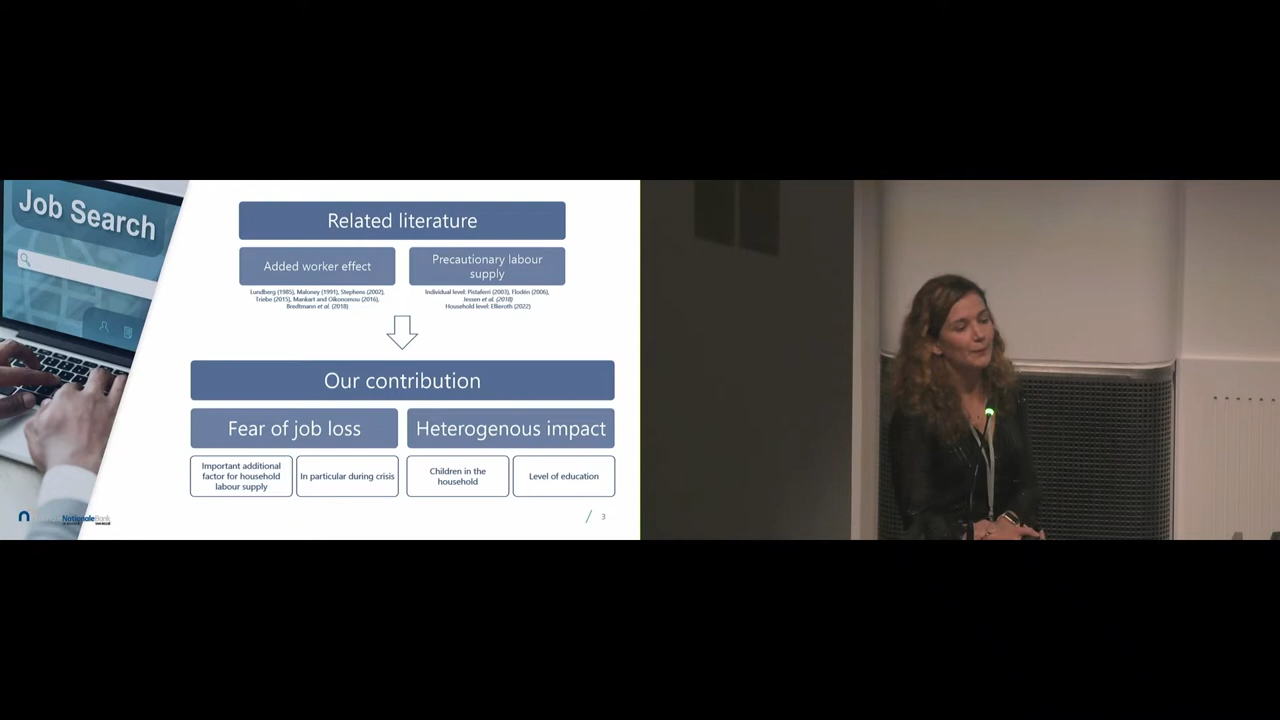 Job Search
Related literature
Added worker effect
Precautionary labour
supply
Lundberg (1985), Maloney (1991), Stephens (2002),
Triebe (2015), Mankart and Oikonomou (2016),
Bredtmann et al. (2018)
Individual level: Pistaferri (2003), Flodén (2006),
Jessen et al. (2018)
Household level: Ellieroth (2022)
Our contribution
Fear of job loss
Heterogenous impact
Important additional
factor for household
labour supply
In particular during crisis
Children in the
household
Level of education
NationaleBank
/ 3